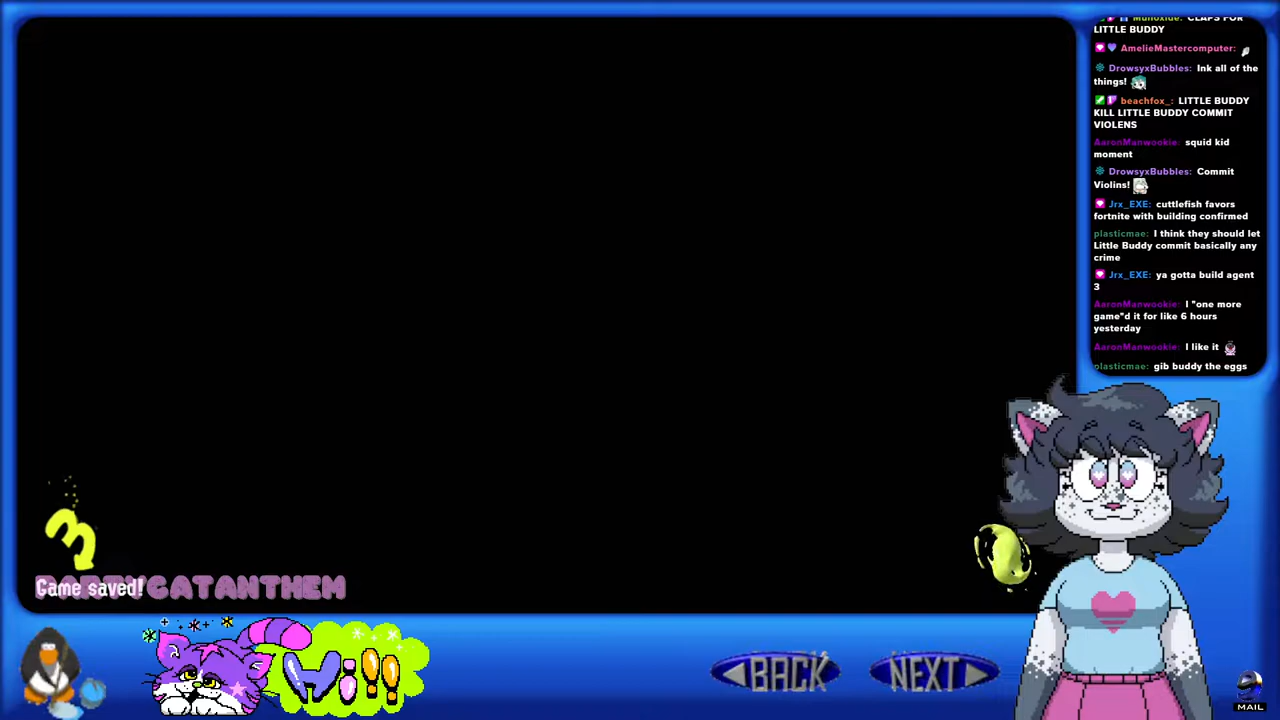 Munoxide: CLAPS FOR
LITTLE BUDDY
AmelieMastercomputer:
DrowsyxBubbles: Ink all of the
things!
beachfox_: LITTLE BUDDY
KILL LITTLE BUDDY COMMIT
VIOLENS
AaronManwookie: squid kid
moment
DrowsyxBubbles: Commit
Violins!
Jrx_EXE: cuttlefish favors
fortnite with building confirmed
plasticmae: I think they should let
Little Buddy commit basically any
crime
Jrx_EXE: ya gotta build agent
3
AaronManwookie: I "one more
game"d it for like 6 hours
yesterday
AaronManwookie: I like it
plasticmae: gib buddy the eggs
3
Game saved!
CATANTHEM
Hi!!
BACK
NEXT
MAIL